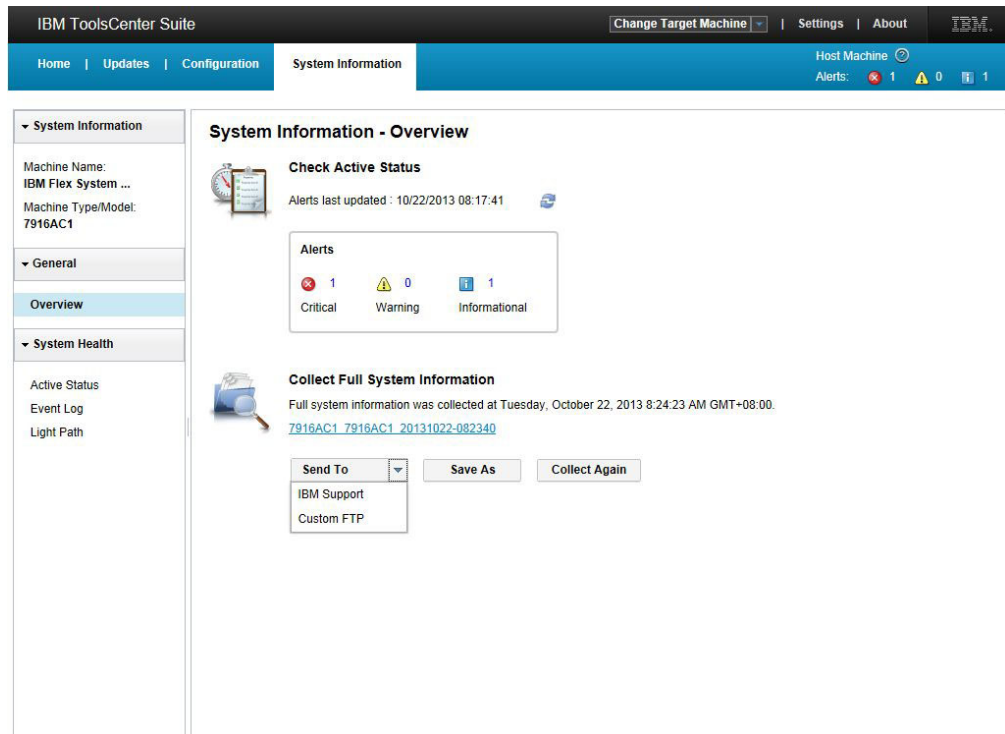 IBM ToolsCenter Suite
Change Target Machine | Settings | About
IBM.
Home | Updates | Configuration
System Information
Host Machine ?
Alerts: 1 0 1
System Information
Machine Name:
IBM Flex System ...
Machine Type/Model:
7916AC1
General
Overview
System Health
Active Status
Event Log
Light Path
System Information - Overview
Check Active Status
Alerts last updated : 10/22/2013 08:17:41
Alerts
1 0 1
Critical Warning Informational
Collect Full System Information
Full system information was collected at Tuesday, October 22, 2013 8:24:23 AM GMT+08:00.
7916AC1_7916AC1_20131022-082340
Send To Save As Collect Again
IBM Support
Custom FTP